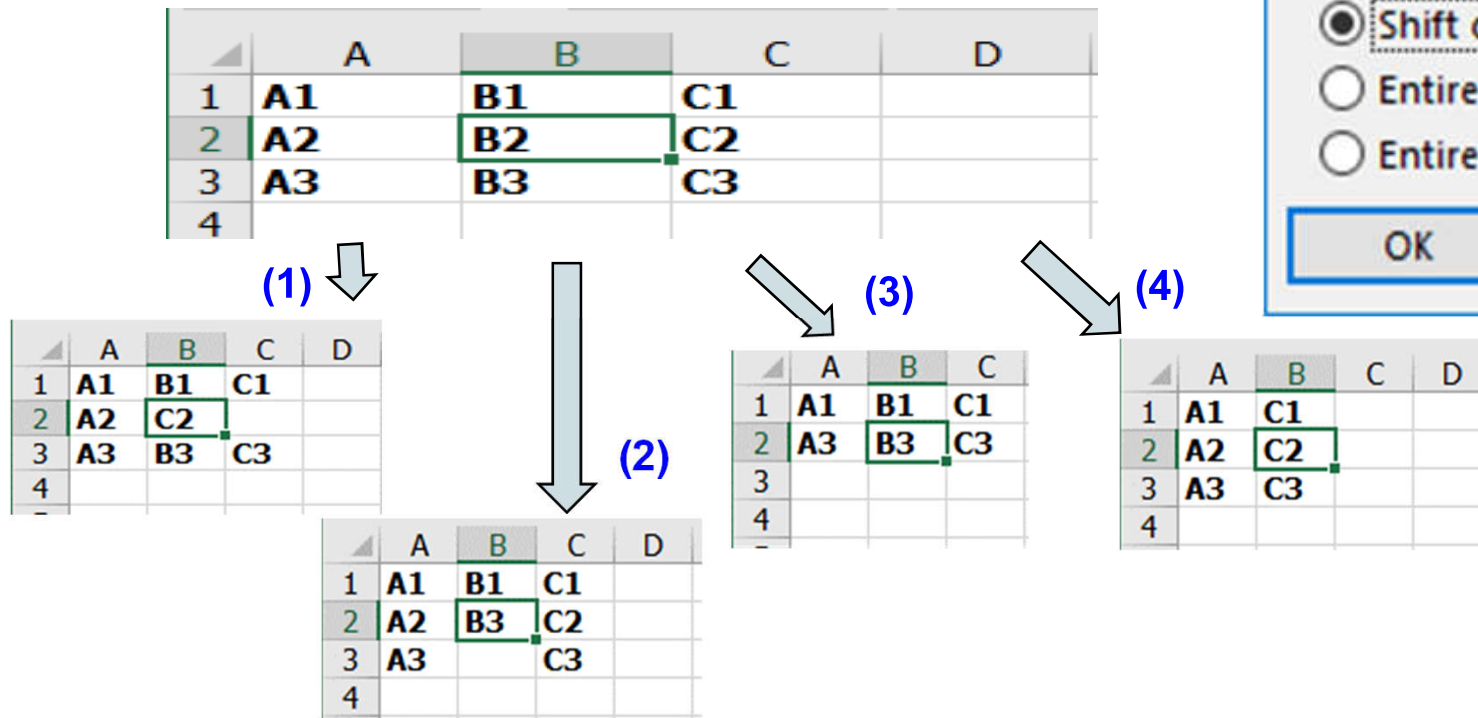 A B C D
1 A1 B1 C1
2 A2 B2 C2
3 A3 B3 C3
4
Shift
Entire
Entire
OK
(1)
(2)
(3)
(4)
A B C D
1 A1 B1 C1
2 A2 C2
3 A3 B3 C3
4
A B C D
1 A1 B1 C1
2 A2 B3 C2
3 A3 C3
4
A B C
1 A1 B1 C1
2 A3 B3 C3
3
4
A B C D
1 A1 C1
2 A2 C2
3 A3 C3
4